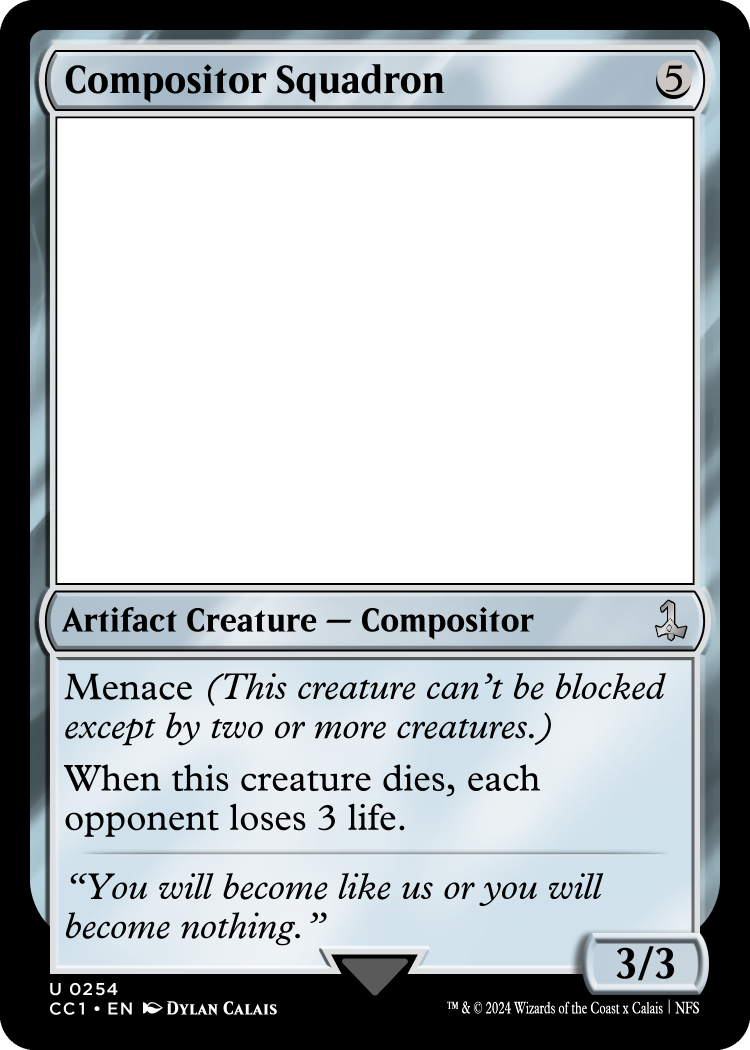 Compositor Squadron 5
Artifact Creature — Compositor
Menace (This creature can't be blocked
except by two or more creatures.)
When this creature dies, each
opponent loses 3 life.
“You will become like us or you will
become nothing.”
3/3
U 0254
CC1 • EN DYLAN CALAIS
™ & © 2024 Wizards of the Coast x Calais | NFS